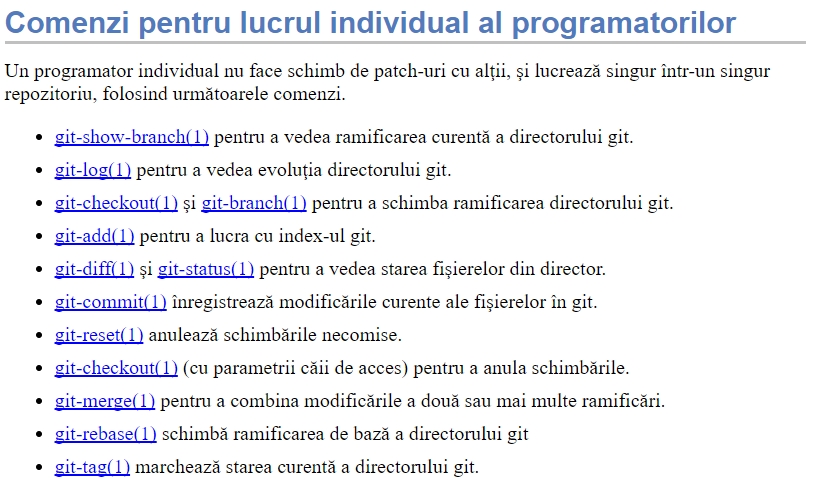 Comenzi pentru lucrul individual al programatorilor
Un programator individual nu face schimb de patch-uri cu alții, și lucrează singur într-un singur
repozitoriu, folosind următoarele comenzi.
• git-show-branch(1) pentru a vedea ramificarea curentă a directorului git.
• git-log(1) pentru a vedea evoluția directorului git.
• git-checkout(1) și git-branch(1) pentru a schimba ramificarea directorului git.
• git-add(1) pentru a lucra cu index-ul git.
• git-diff(1) și git-status(1) pentru a vedea starea fișierelor din director.
• git-commit(1) înregistrează modificările curente ale fișierelor în git.
• git-reset(1) anulează schimbările necomise.
• git-checkout(1) (cu parametrii căii de acces) pentru a anula schimbările.
• git-merge(1) pentru a combina modificările a două sau mai multe ramificări.
• git-rebase(1) schimbă ramificarea de bază a directorului git
• git-tag(1) marchează starea curentă a directorului git.